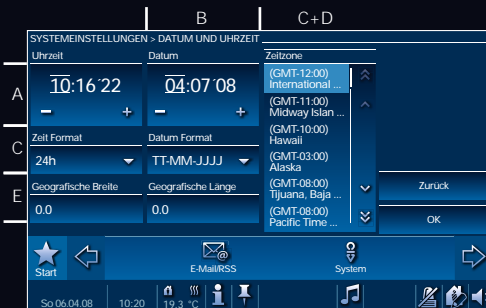 B
C+D
SYSTEMEINSTELLUNGEN > DATUM UND UHRZEIT
Uhrzeit
Datum
Zeitzone
A
10:16´22
04:07´08
- +
- +
(GMT-12:00)
International ...
(GMT-11:00)
Midway Islan ...
(GMT-10:00)
Hawaii
(GMT-03:00)
Alaska
(GMT-08:00)
Tijuana, Baja ...
(GMT-08:00)
Pacific Time ...
C
Zeit Format
Datum Format
24h
TT-MM-JJJJ
E
Geografische Breite
Geografische Länge
0.0
0.0
Zurück
OK
Start
E-Mail/RSS
System
So 06.04.08
10:20
19.3 °C